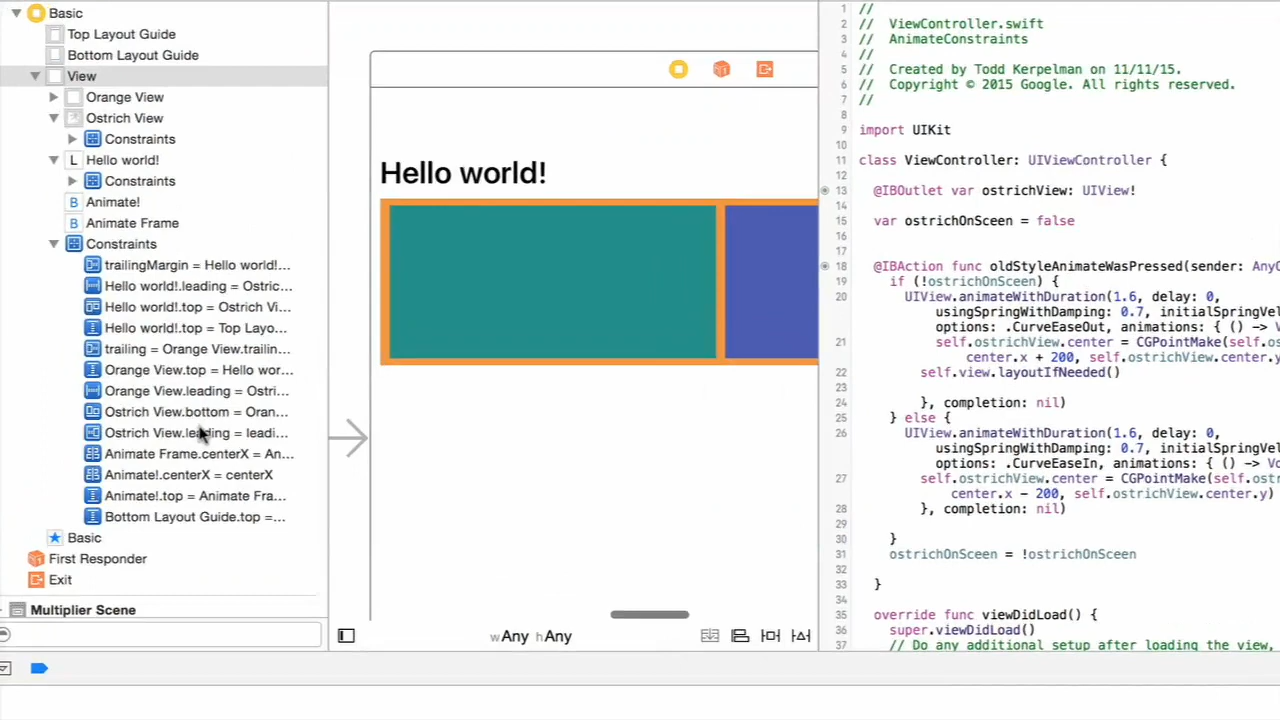 Basic
Top Layout Guide
Bottom Layout Guide
View
Orange View
Ostrich View
Constraints
L Hello world!
Constraints
B Animate!
B Animate Frame
Constraints
trailingMargin = Hello world!...
Hello world!.leading = Ostric...
Hello world!.top = Ostrich Vi...
Hello world!.top = Top Layo...
trailing = Orange View.trailin...
Orange View.top = Hello wor...
Orange View.leading = Ostri...
Ostrich View.bottom = Oran...
Ostrich View.leading = leadi...
Animate Frame.centerX = An...
Animate!.centerX = centerX
Animate!.top = Animate Fra...
Bottom Layout Guide.top =...
Basic
First Responder
Exit
Multiplier Scene
Hello world!
wAny hAny
1 //
2 // ViewController.swift
3 // AnimateConstraints
4 //
5 // Created by Todd Kerpelman on 11/11/15.
6 // Copyright © 2015 Google. All rights reserved.
7 //
8
9 import UIKit
10
11 class ViewController: UIViewController {
12
13 @IBOutlet var ostrichView: UIView!
14
15 var ostrichOnSceen = false
16
17
18 @IBAction func oldStyleAnimateWasPressed(sender: AnyO
19 if (!ostrichOnSceen) {
20 UIView.animateWithDuration(1.6, delay: 0,
usingSpringWithDamping: 0.7, initialSpringVel
options: .CurveEaseOut, animations: { () -> V
21 self.ostrichView.center = CGPointMake(self.os
center.x + 200, self.ostrichView.center.y
22 self.view.layoutIfNeeded()
23
24 }, completion: nil)
25 } else {
26 UIView.animateWithDuration(1.6, delay: 0,
usingSpringWithDamping: 0.7, initialSpringVel
options: .CurveEaseIn, animations: { () -> Vo
27 self.ostrichView.center = CGPointMake(self.os
center.x - 200, self.ostrichView.center.y)
28 }, completion: nil)
29
30 }
31 ostrichOnSceen = !ostrichOnSceen
32
33 }
34
35 override func viewDidLoad() {
36 super.viewDidLoad()
37 // Do any additional setup after loading the view,